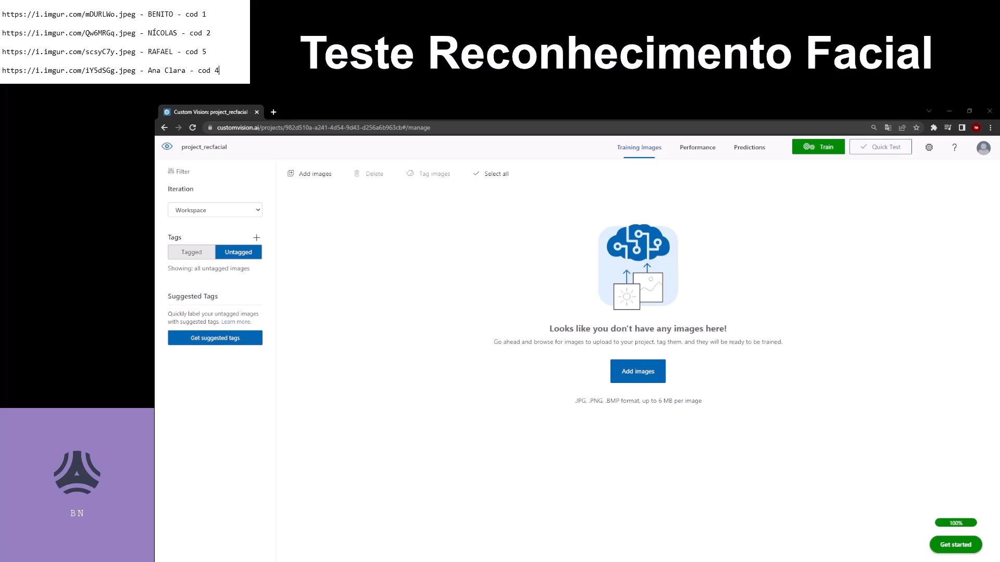 https://i.imgur.com/mDURLWo.jpeg - BENITO - cod 1
https://i.imgur.com/Qw6MRGq.jpeg - NÍCOLAS - cod 2
https://i.imgur.com/scsyC7y.jpeg - RAFAEL - cod 5
https://i.imgur.com/iY5dSGg.jpeg - Ana Clara - cod 4
Teste Reconhecimento Facial
Custom Vision: project_recfacial
customvision.ai/projects/982d510a-a241-4d54-9d43-d256a6b963cb#/manage
project_recfacial
Training Images
Performance
Predictions
Train
Quick Test
?
Filter
Add images
Delete
Tag images
Select all
Iteration
Workspace
Tags
Tagged
Untagged
Showing: all untagged images
Suggested Tags
Quickly label your untagged images
with suggested tags. Learn more.
Get suggested tags
Looks like you don't have any images here!
Go ahead and browse for images to upload to your project, tag them, and they will be ready to be trained.
Add images
.JPG, .PNG, .BMP format, up to 6 MB per image
BN
100%
Get started